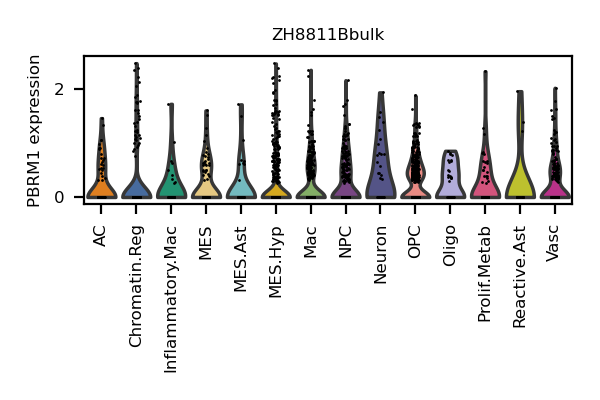 ZH8811Bbulk
PBRM1 expression
2
0
AC
Chromatin.Reg
Inflammatory.Mac
MES
MES.Ast
MES.Hyp
Mac
NPC
Neuron
OPC
Oligo
Prolif.Metab
Reactive.Ast
Vasc